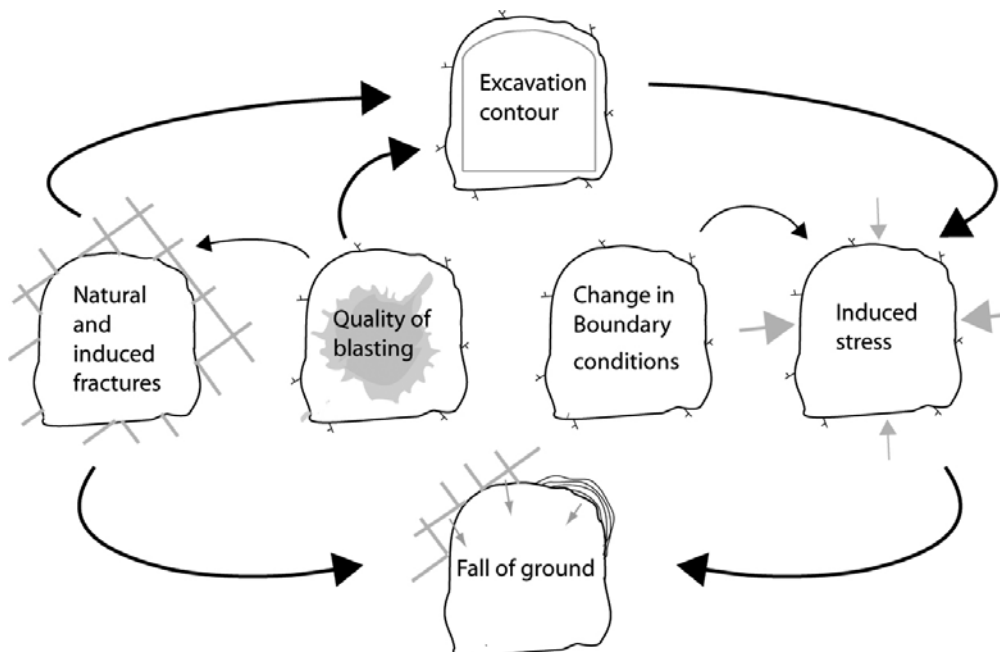 Excavation
contour
Natural
and
induced
fractures
Quality of
blasting
Change in
Boundary
conditions
Induced
stress
Fall of ground